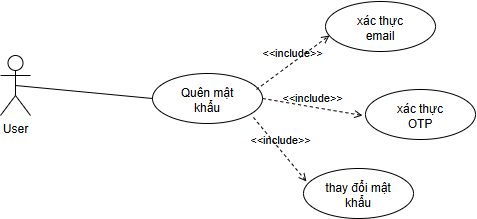 xác thực
email
<<include>>
Quên mật
khẩu
<<include>>
xác thực
OTP
User
<<include>>
thay đổi mật
khẩu